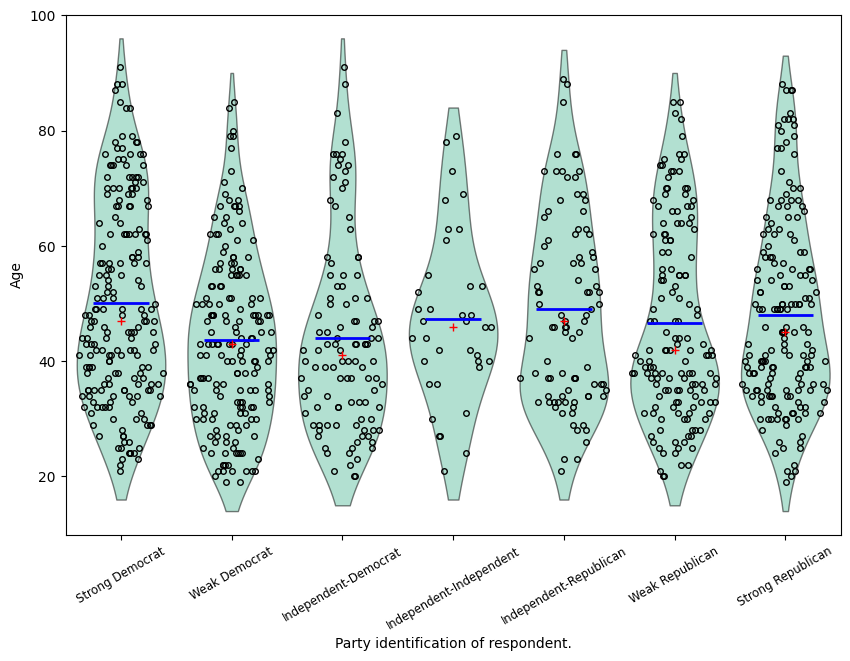 100
80
60
40
20
Age
Strong Democrat
Weak Democrat
Independent-Democrat
Independent-Independent
Independent-Republican
Weak Republican
Strong Republican
Party identification of respondent.